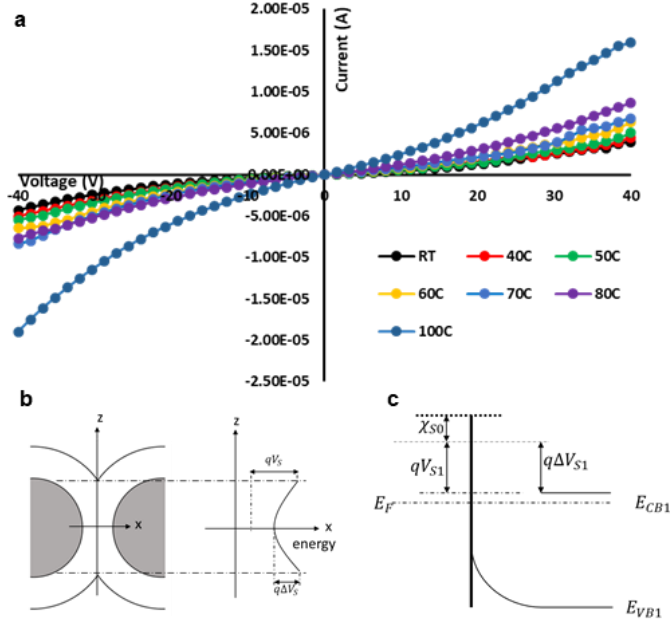 a
2.00E-05
Current (A)
1.50E-05
1.00E-05
5.00E-06
0.00E+00
Voltage (V)
-40
-30
-20
-10
0
10
20
30
40
-5.00E-06
-1.00E-05
-1.50E-05
-2.00E-05
-2.50E-05
RT 40C 50C
60C 70C 80C
100C
b
z z
qV_S
x x
energy
qΔV_S
c
χ_S0
qV_S1 qΔV_S1
E_F E_CB1
E_VB1